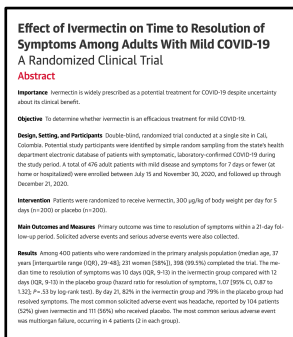 Effect of Ivermectin on Time to Resolution of
Symptoms Among Adults With Mild COVID-19
A Randomized Clinical Trial
Abstract
Importance Ivermectin is widely prescribed as a potential treatment for COVID-19 despite uncertainty
about its clinical benefit.
Objective To determine whether ivermectin is an efficacious treatment for mild COVID-19.
Design, Setting, and Participants Double-blind, randomized trial conducted at a single site in Cali,
Colombia. Potential study participants were identified by simple random sampling from the state's health
department electronic database of patients with symptomatic, laboratory-confirmed COVID-19 during
the study period. A total of 476 adult patients with mild disease and symptoms for 7 days or fewer (at
home or hospitalized) were enrolled between July 15 and November 30, 2020, and followed up through
December 21, 2020.
Intervention Patients were randomized to receive ivermectin, 300 μg/kg of body weight per day for 5
days (n=200) or placebo (n=200).
Main Outcomes and Measures Primary outcome was time to resolution of symptoms within a 21-day fol-
low-up period. Solicited adverse events and serious adverse events were also collected.
Results Among 400 patients who were randomized in the primary analysis population (median age, 37
years [interquartile range (IQR), 29-48]; 231 women [58%]), 398 (99.5%) completed the trial. The me-
dian time to resolution of symptoms was 10 days (IQR, 9-13) in the ivermectin group compared with 12
days (IQR, 9-13) in the placebo group (hazard ratio for resolution of symptoms, 1.07 [95% CI, 0.87 to
1.32]; P=.53 by log-rank test). By day 21, 82% in the ivermectin group and 79% in the placebo group had
resolved symptoms. The most common solicited adverse event was headache, reported by 104 patients
(52%) given ivermectin and 111 (56%) who received placebo. The most common serious adverse event
was multiorgan failure, occurring in 4 patients (2 in each group).